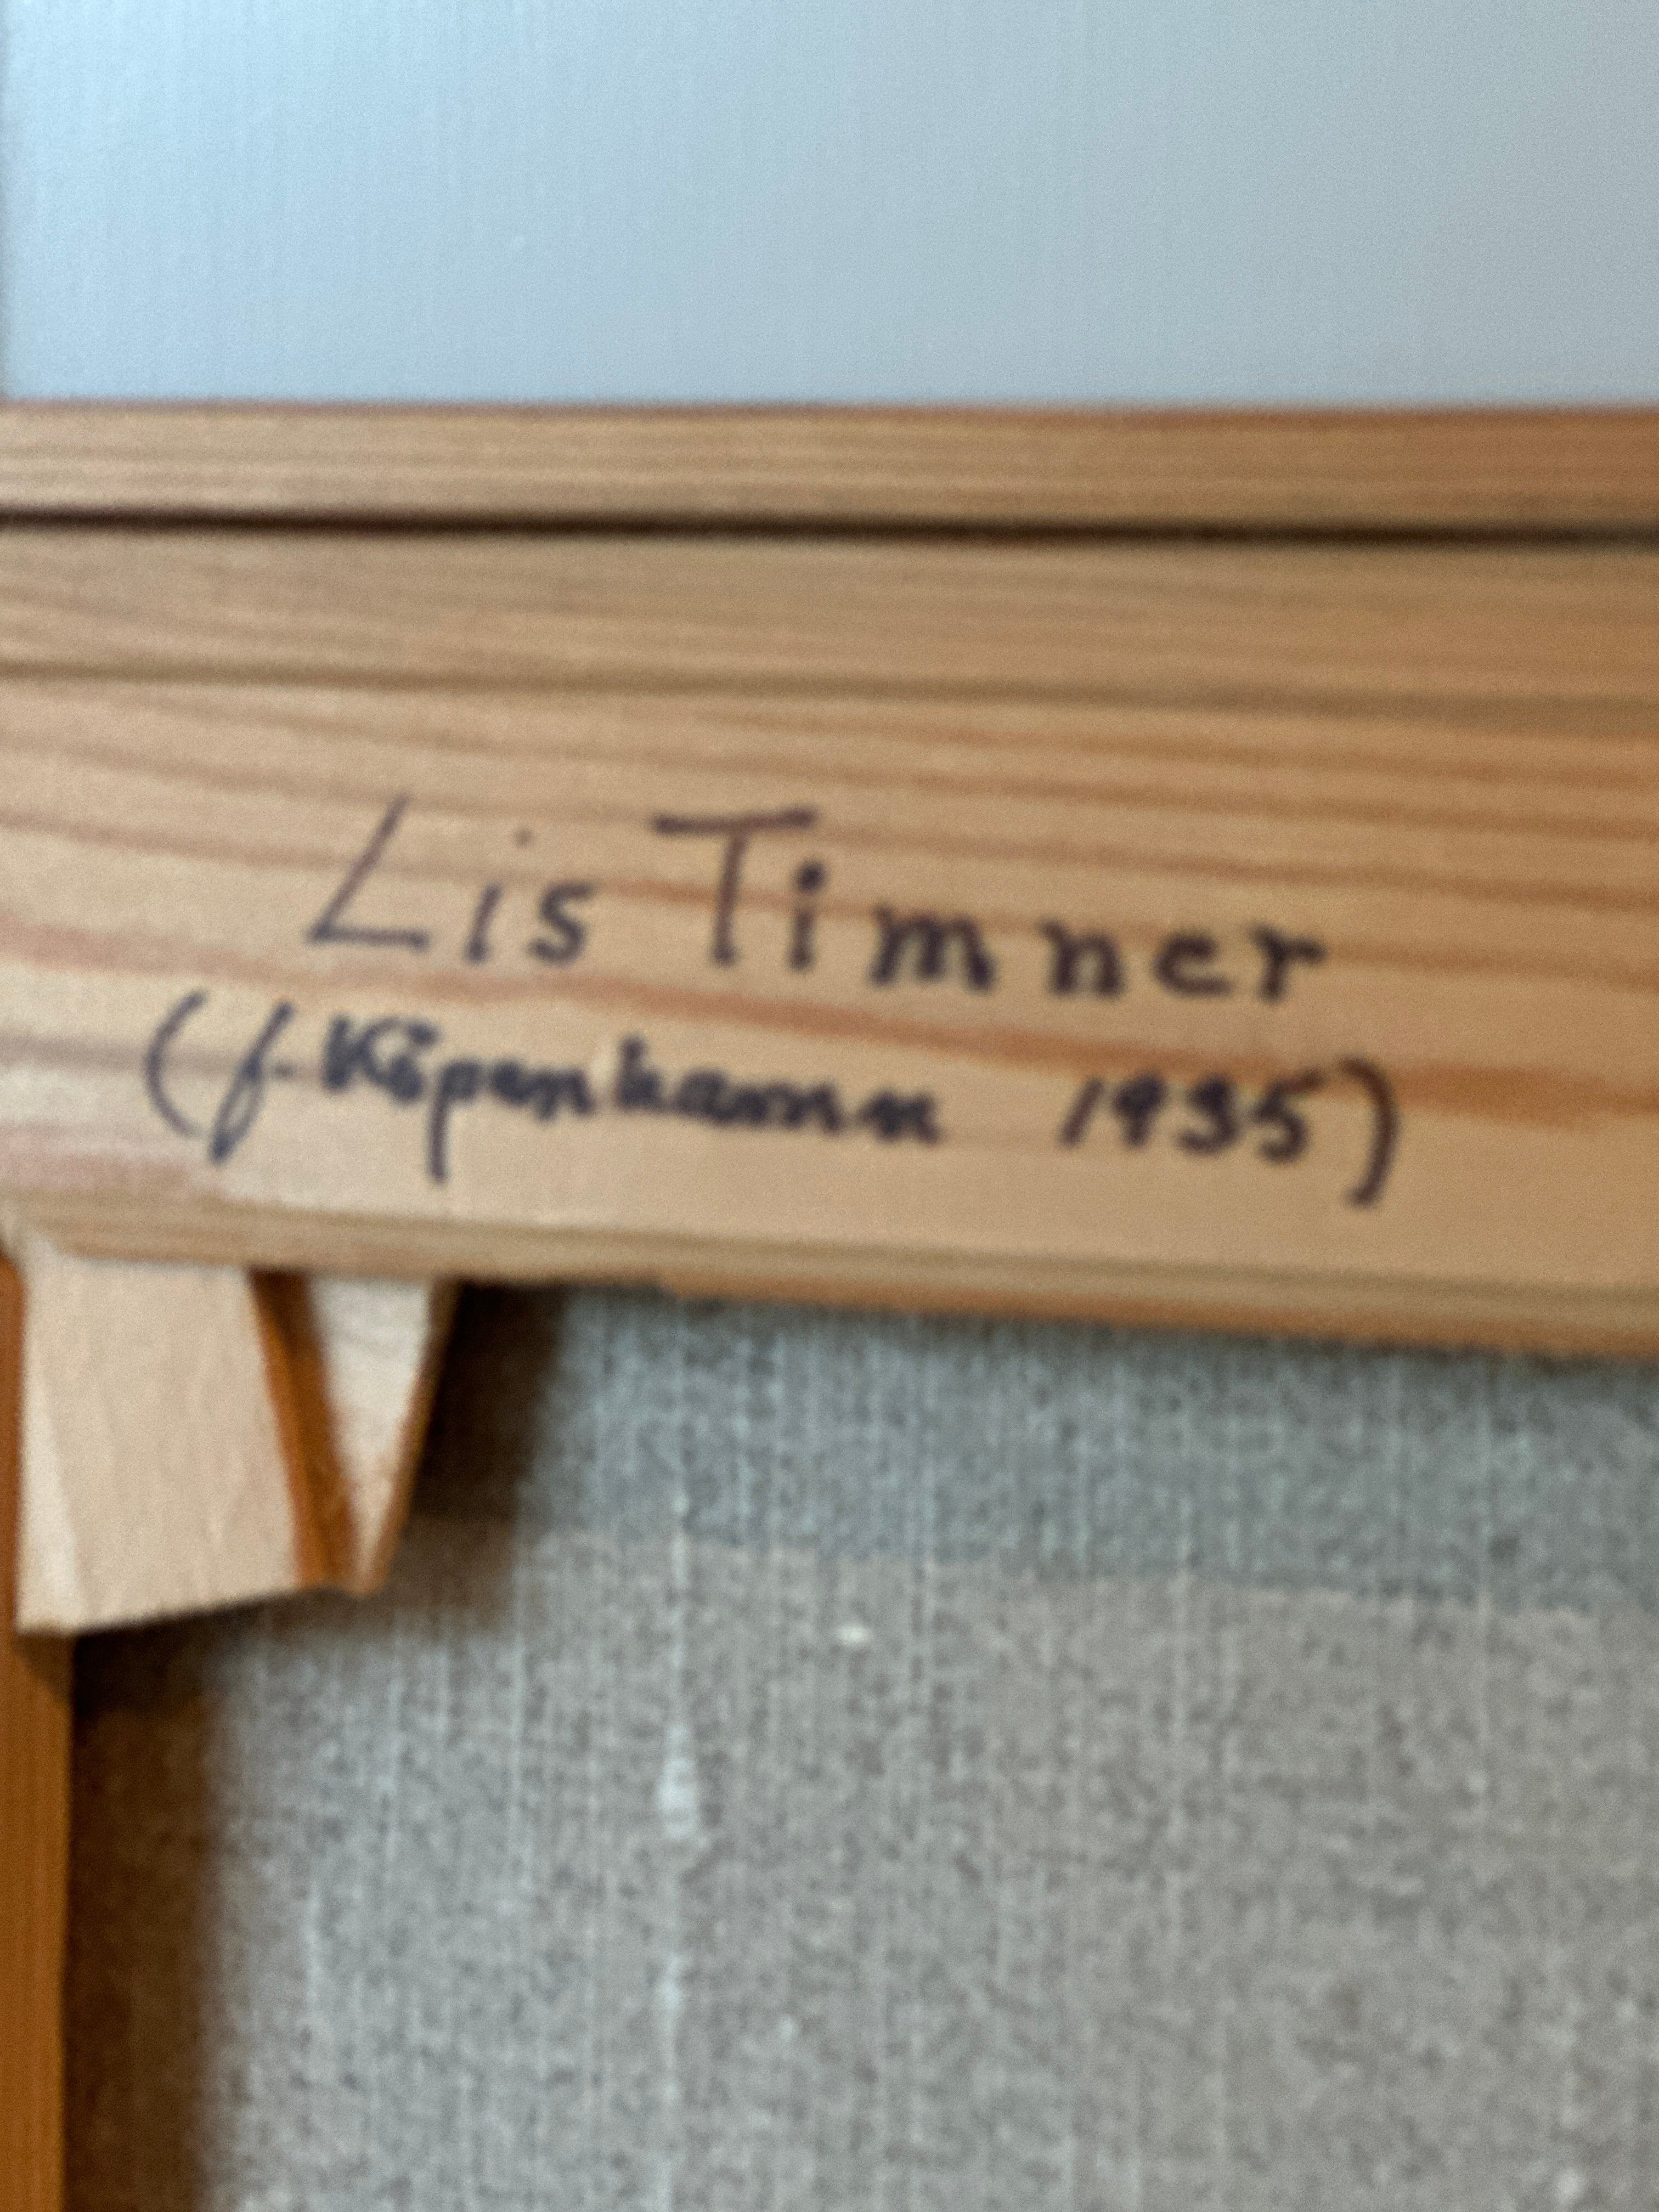 Lis Timner
(f. Köpenhamn 1935)